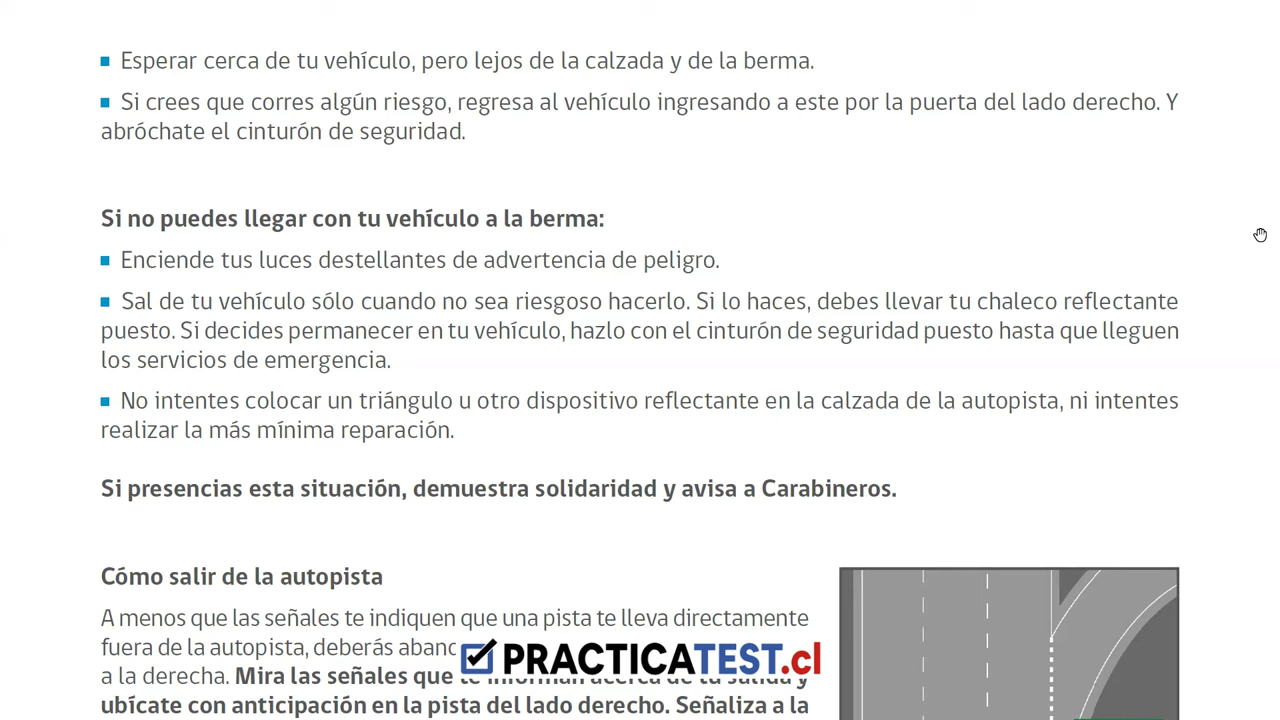 Esperar cerca de tu vehículo, pero lejos de la calzada y de la berma.
Si crees que corres algún riesgo, regresa al vehículo ingresando a este por la puerta del lado derecho. Y
abróchate el cinturón de seguridad.
Si no puedes llegar con tu vehículo a la berma:
Enciende tus luces destellantes de advertencia de peligro.
Sal de tu vehículo sólo cuando no sea riesgoso hacerlo. Si lo haces, debes llevar tu chaleco reflectante
puesto. Si decides permanecer en tu vehículo, hazlo con el cinturón de seguridad puesto hasta que lleguen
los servicios de emergencia.
No intentes colocar un triángulo u otro dispositivo reflectante en la calzada de la autopista, ni intentes
realizar la más mínima reparación.
Si presencias esta situación, demuestra solidaridad y avisa a Carabineros.
Cómo salir de la autopista
A menos que las señales te indiquen que una pista te lleva directamente
fuera de la autopista, deberás
a la derecha. Mira las señales que te informan acerca de tu salida y
ubícate con anticipación en la pista del lado derecho. Señaliza a la
PRACTICATEST.cl